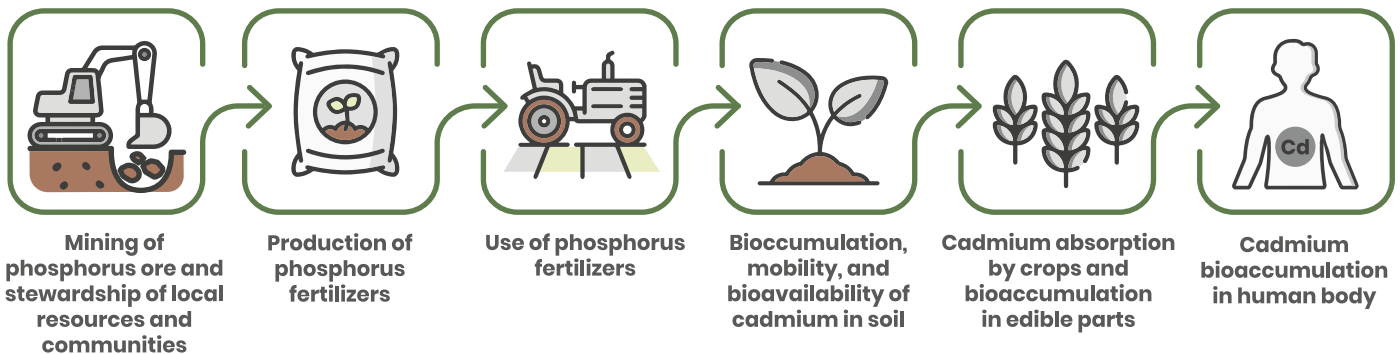 Mining of
phosphorus ore and
stewardship of local
resources and
communities
Production of
phosphorus
fertilizers
Use of phosphorus
fertilizers
Bioccumulation,
mobility, and
bioavailability of
cadmium in soil
Cadmium absorption
by crops and
bioaccumulation
in edible parts
Cd
Cadmium
bioaccumulation
in human body